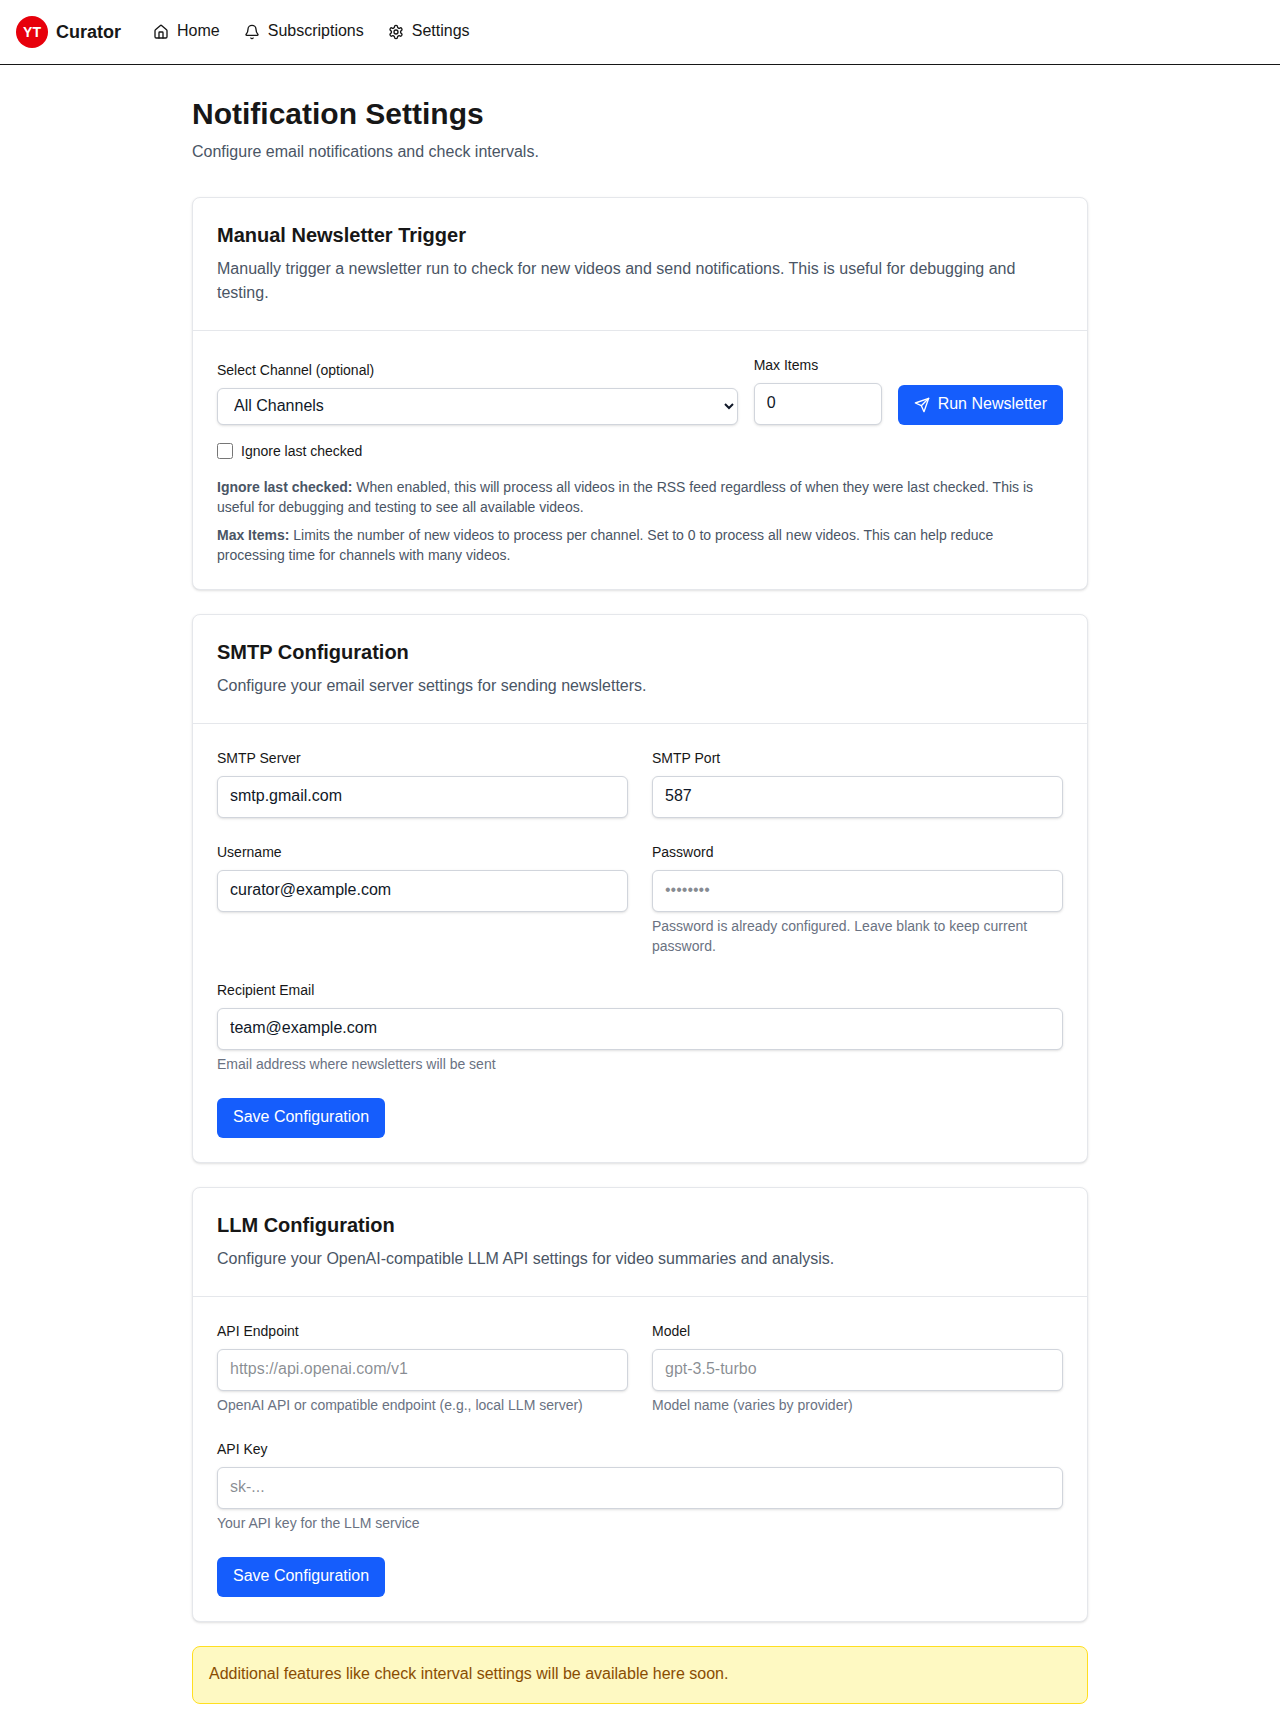 YT Curator Home Subscriptions Settings
Notification Settings
Configure email notifications and check intervals.
Manual Newsletter Trigger
Manually trigger a newsletter run to check for new videos and send notifications. This is useful for debugging and
testing.
Select Channel (optional)
All Channels
Max Items
0
Run Newsletter
Ignore last checked
Ignore last checked: When enabled, this will process all videos in the RSS feed regardless of when they were last checked. This is
useful for debugging and testing to see all available videos.
Max Items: Limits the number of new videos to process per channel. Set to 0 to process all new videos. This can help reduce
processing time for channels with many videos.
SMTP Configuration
Configure your email server settings for sending newsletters.
SMTP Server
smtp.gmail.com
SMTP Port
587
Username
curator@example.com
Password
••••••••
Password is already configured. Leave blank to keep current
password.
Recipient Email
team@example.com
Email address where newsletters will be sent
Save Configuration
LLM Configuration
Configure your OpenAI-compatible LLM API settings for video summaries and analysis.
API Endpoint
https://api.openai.com/v1
OpenAI API or compatible endpoint (e.g., local LLM server)
Model
gpt-3.5-turbo
Model name (varies by provider)
API Key
sk-...
Your API key for the LLM service
Save Configuration
Additional features like check interval settings will be available here soon.